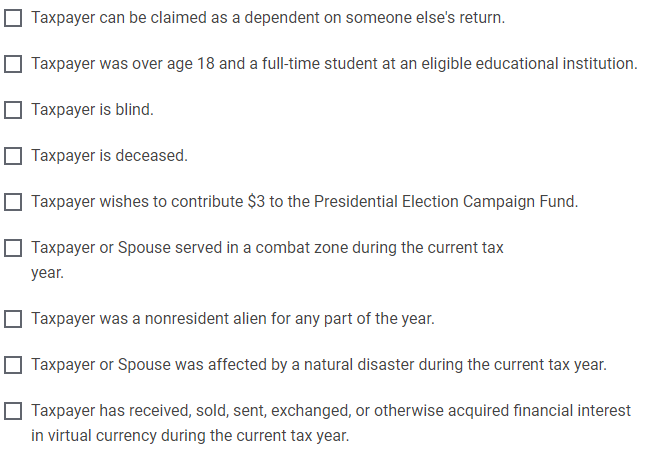 Taxpayer can be claimed as a dependent on someone else's return.
Taxpayer was over age 18 and a full-time student at an eligible educational institution.
Taxpayer is blind.
Taxpayer is deceased.
Taxpayer wishes to contribute $3 to the Presidential Election Campaign Fund.
Taxpayer or Spouse served in a combat zone during the current tax
year.
Taxpayer was a nonresident alien for any part of the year.
Taxpayer or Spouse was affected by a natural disaster during the current tax year.
Taxpayer has received, sold, sent, exchanged, or otherwise acquired financial interest
in virtual currency during the current tax year.